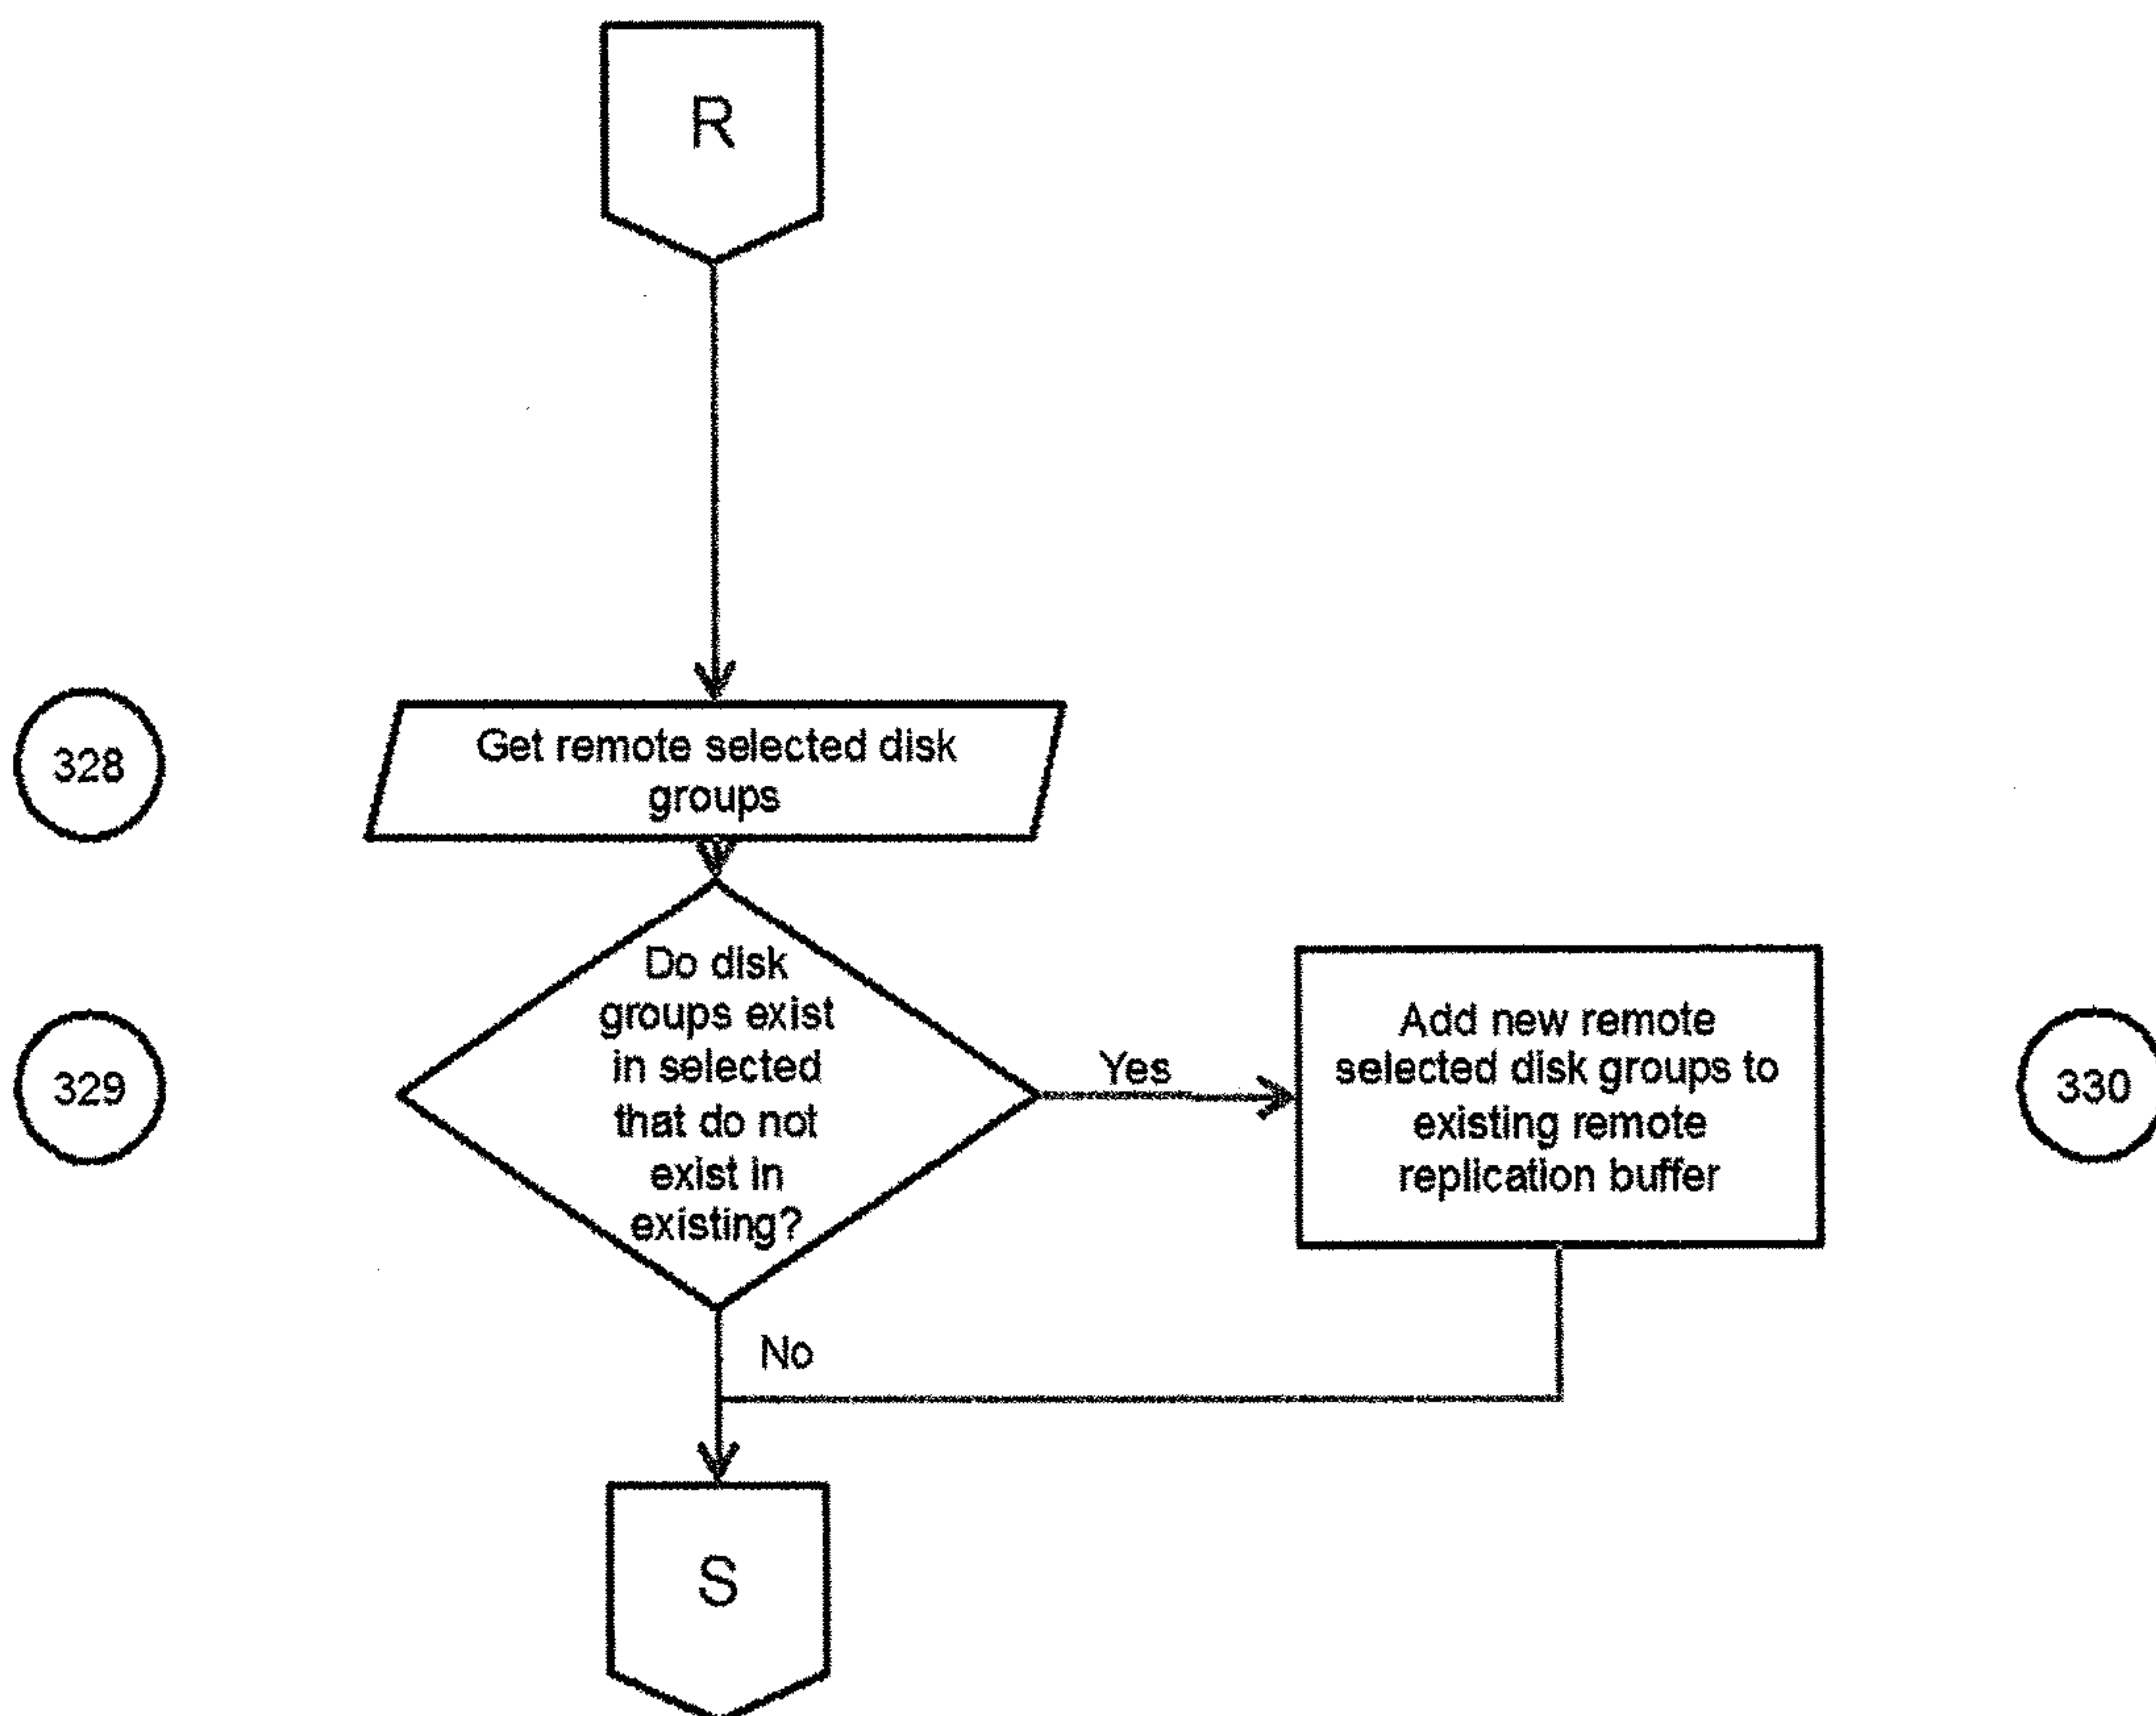 R
328
Get remote selected disk
groups
329
Do disk
groups exist
in selected
that do not
exist in
existing?
Yes
Add new remote
selected disk groups to
existing remote
replication buffer
330
No
S